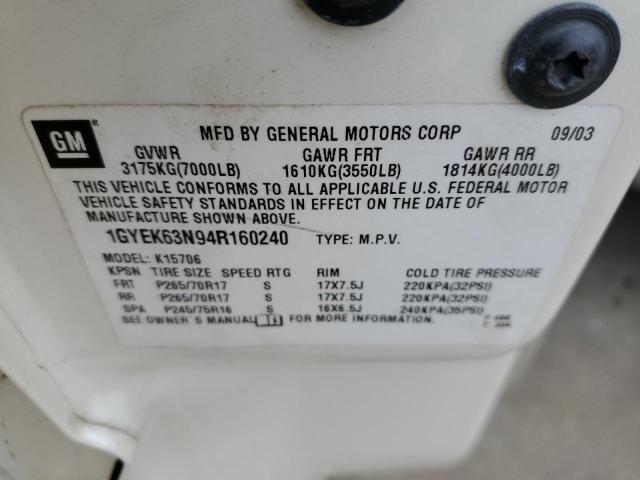 GM
MFD BY GENERAL MOTORS CORP 09/03
GVWR GAWR FRT GAWR RR
3175KG(7000LB) 1610KG(3550LB) 1814KG(4000LB)
THIS VEHICLE CONFORMS TO ALL APPLICABLE U.S. FEDERAL MOTOR
VEHICLE SAFETY STANDARDS IN EFFECT ON THE DATE OF
MANUFACTURE SHOWN ABOVE.
1GYEK63N94R160240 TYPE: M.P.V.
MODEL: K15706
KPSN TIRE SIZE SPEED RTG RIM COLD TIRE PRESSURE
FRT P265/70R17 S 17X7.5J 220KPA(32PSI)
RR P265/70R17 S 17X7.5J 220KPA(32PSI)
SPA P245/75R16 S 16X6.5J 240KPA(35PSI)
SEE OWNER'S MANUAL FOR MORE INFORMATION.